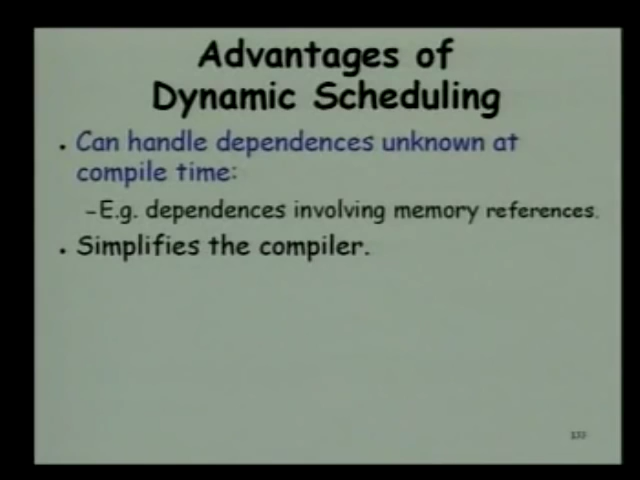 Advantages of
Dynamic Scheduling
• Can handle dependences unknown at
compile time:
–E.g. dependences involving memory references.
• Simplifies the compiler.